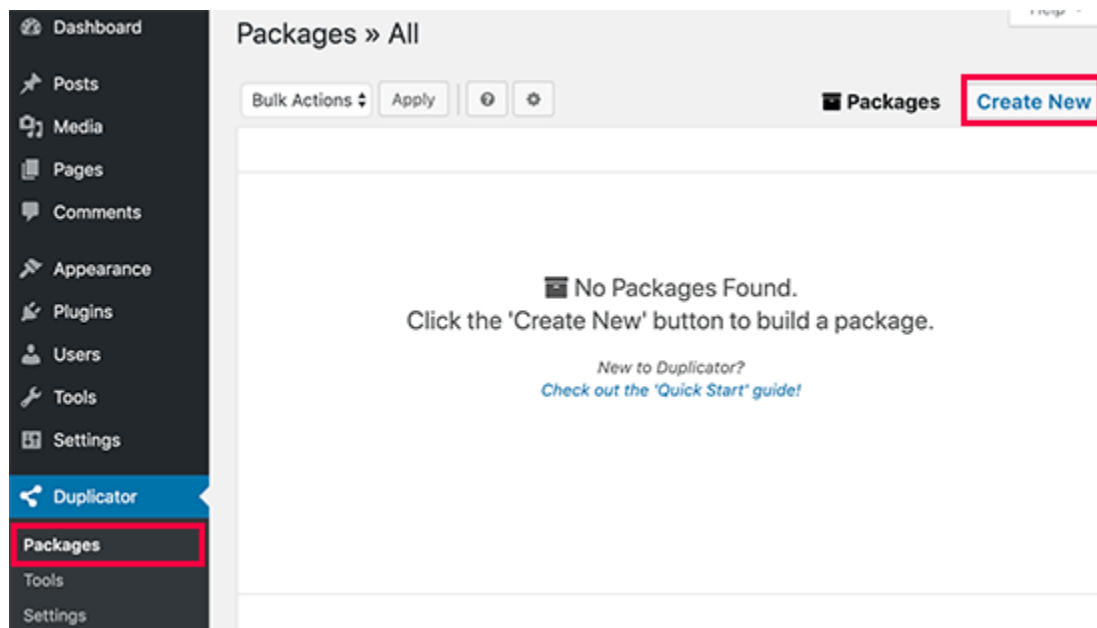 Dashboard
Posts
Media
Pages
Comments
Appearance
Plugins
Users
Tools
Settings
Duplicator
Packages
Tools
Settings
Packages » All
Bulk Actions Apply
Packages Create New
No Packages Found.
Click the 'Create New' button to build a package.
New to Duplicator?
Check out the 'Quick Start' guide!